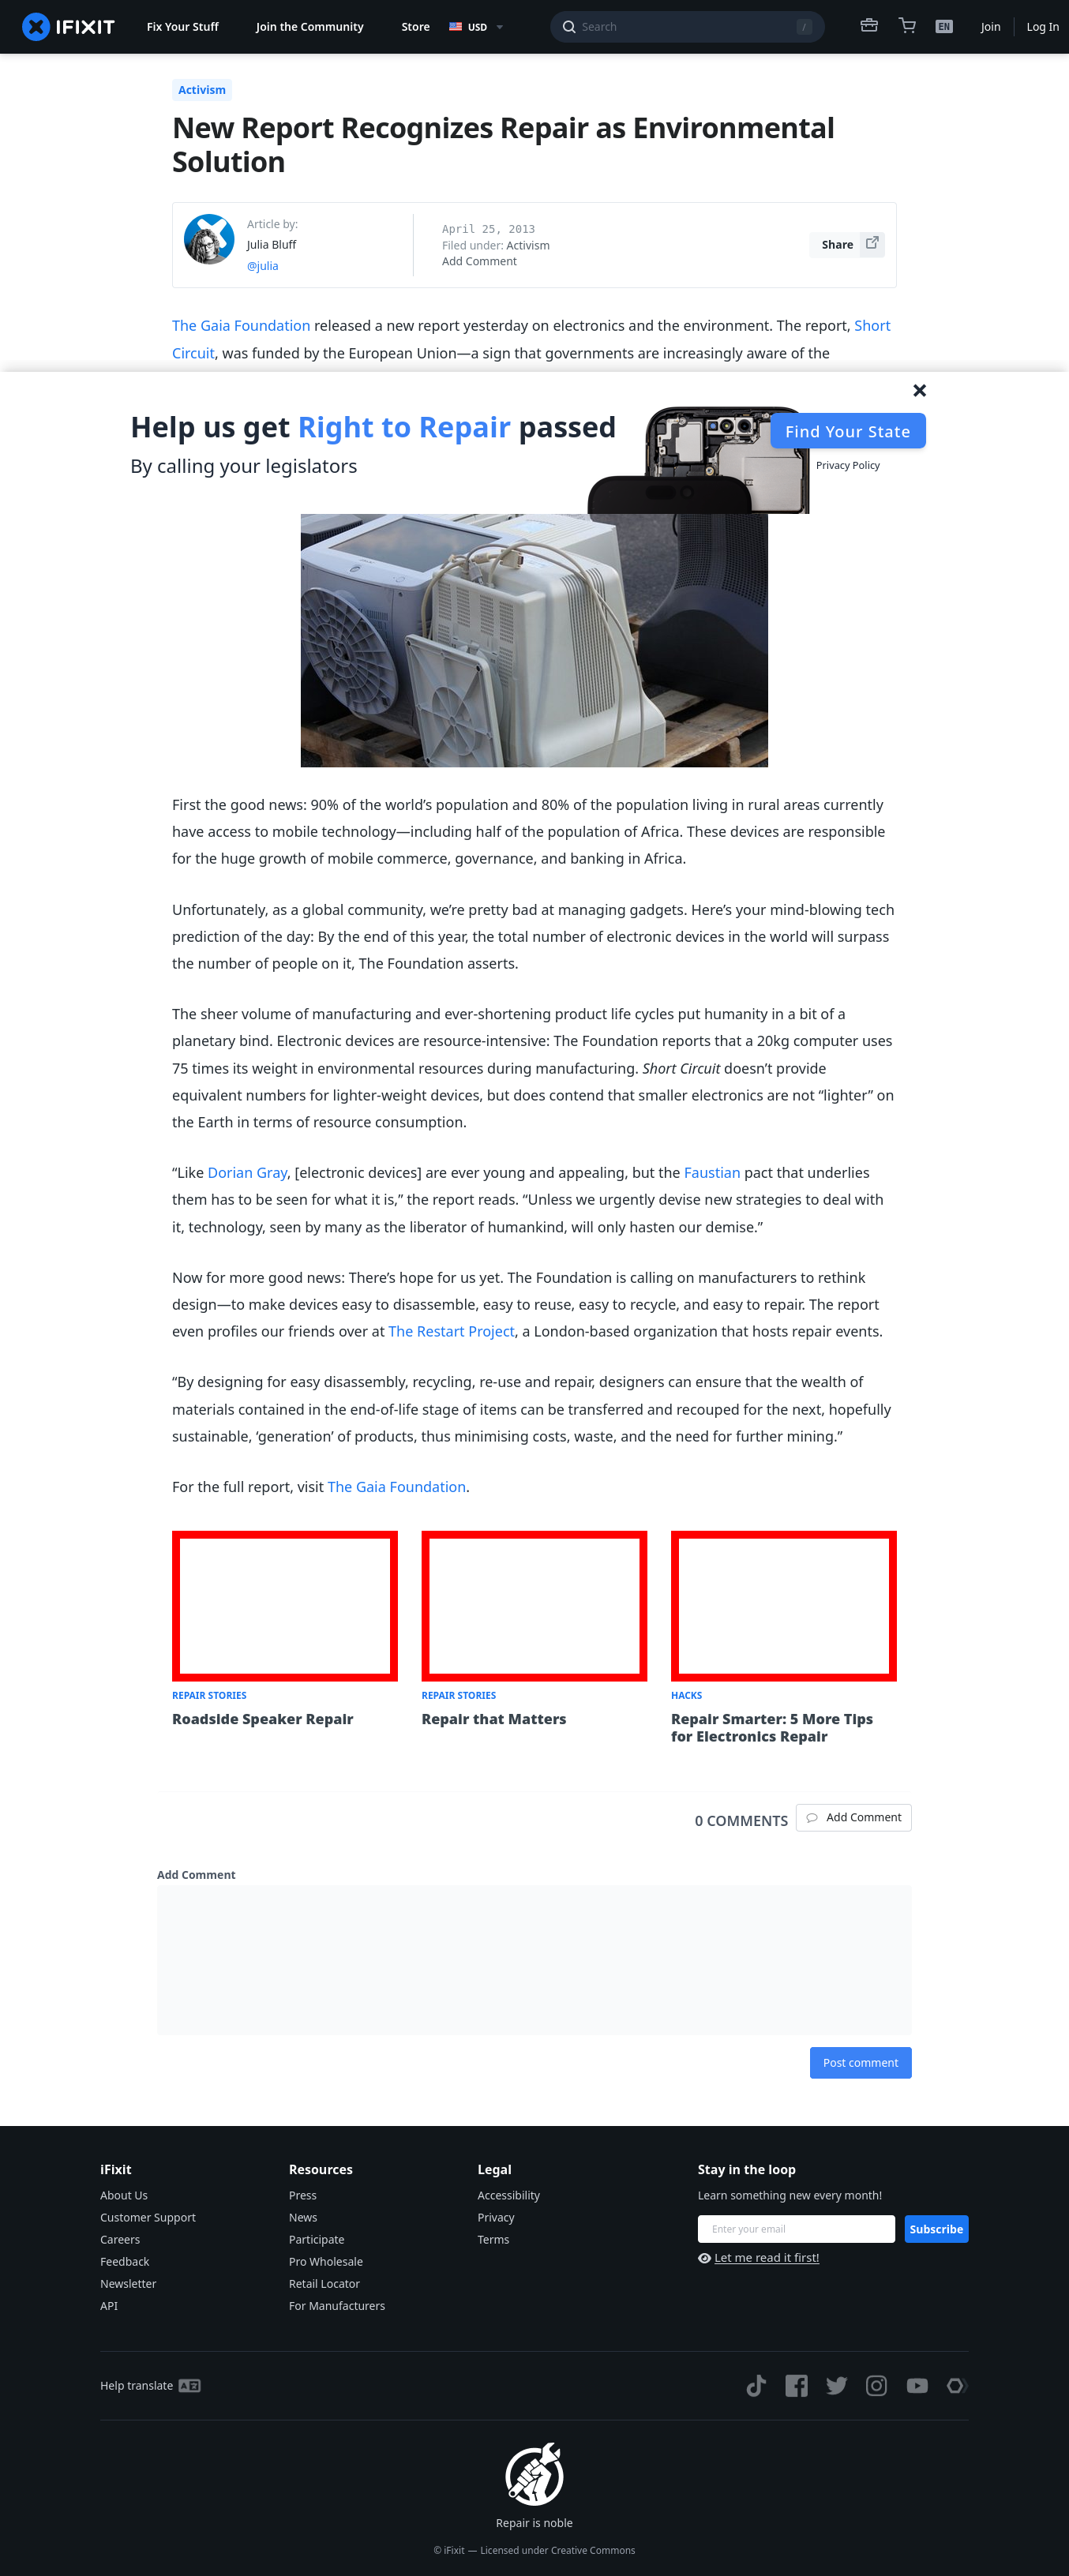 IFIXIT
Fix Your Stuff
Join the Community
Store
USD
Search
/
EN
Join
Log In
Activism
New Report Recognizes Repair as Environmental
Solution
Article by:
Julia Bluff
@julia
April 25, 2013
Filed under: Activism
Add Comment
Share
The Gaia Foundation released a new report yesterday on electronics and the environment. The report, Short
Circuit, was funded by the European Union—a sign that governments are increasingly aware of the
Help us get Right to Repair passed
By calling your legislators
Find Your State
Privacy Policy
First the good news: 90% of the world’s population and 80% of the population living in rural areas currently
have access to mobile technology—including half of the population of Africa. These devices are responsible
for the huge growth of mobile commerce, governance, and banking in Africa.
Unfortunately, as a global community, we’re pretty bad at managing gadgets. Here’s your mind-blowing tech
prediction of the day: By the end of this year, the total number of electronic devices in the world will surpass
the number of people on it, The Foundation asserts.
The sheer volume of manufacturing and ever-shortening product life cycles put humanity in a bit of a
planetary bind. Electronic devices are resource-intensive: The Foundation reports that a 20kg computer uses
75 times its weight in environmental resources during manufacturing. Short Circuit doesn’t provide
equivalent numbers for lighter-weight devices, but does contend that smaller electronics are not “lighter” on
the Earth in terms of resource consumption.
“Like Dorian Gray, [electronic devices] are ever young and appealing, but the Faustian pact that underlies
them has to be seen for what it is,” the report reads. “Unless we urgently devise new strategies to deal with
it, technology, seen by many as the liberator of humankind, will only hasten our demise.”
Now for more good news: There’s hope for us yet. The Foundation is calling on manufacturers to rethink
design—to make devices easy to disassemble, easy to reuse, easy to recycle, and easy to repair. The report
even profiles our friends over at The Restart Project, a London-based organization that hosts repair events.
“By designing for easy disassembly, recycling, re-use and repair, designers can ensure that the wealth of
materials contained in the end-of-life stage of items can be transferred and recouped for the next, hopefully
sustainable, ‘generation’ of products, thus minimising costs, waste, and the need for further mining.”
For the full report, visit The Gaia Foundation.
REPAIR STORIES
Roadside Speaker Repair
REPAIR STORIES
Repair that Matters
HACKS
Repair Smarter: 5 More Tips
for Electronics Repair
0 COMMENTS
Add Comment
Add Comment
Post comment
iFixit
About Us
Customer Support
Careers
Feedback
Newsletter
API
Resources
Press
News
Participate
Pro Wholesale
Retail Locator
For Manufacturers
Legal
Accessibility
Privacy
Terms
Stay in the loop
Learn something new every month!
Enter your email
Subscribe
Let me read it first!
Help translate
Repair is noble
© iFixit — Licensed under Creative Commons